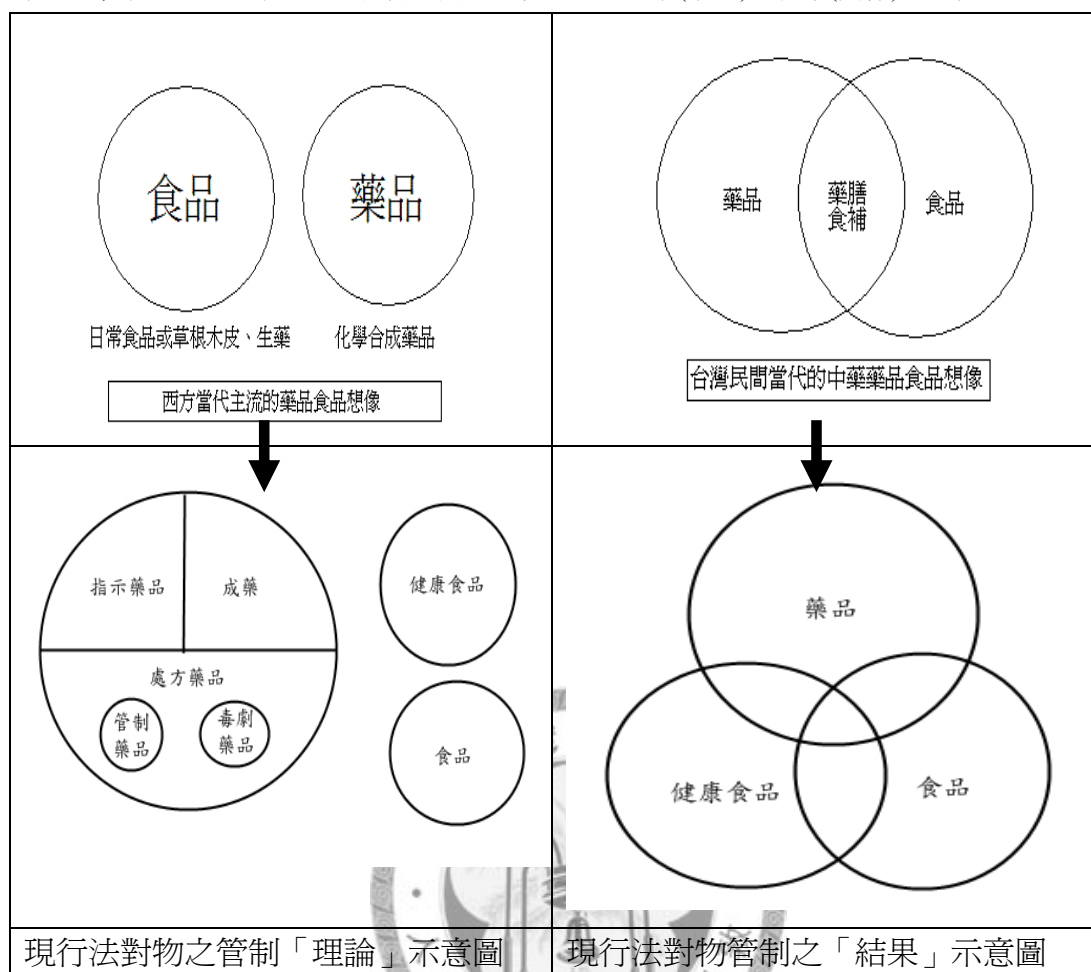 食品
藥品
日常食品或草根木皮、生藥
化學合成藥品
西方當代主流的藥品食品想像
藥品
藥膳
食補
食品
台灣民間當代的中藥藥品食品想像
指示藥品
成藥
處方藥品
管制
藥品
毒劇
藥品
健康食品
食品
藥品
健康食品
食品
現行法對物之管制「理論」示意圖
現行法對物管制之「結果」示意圖